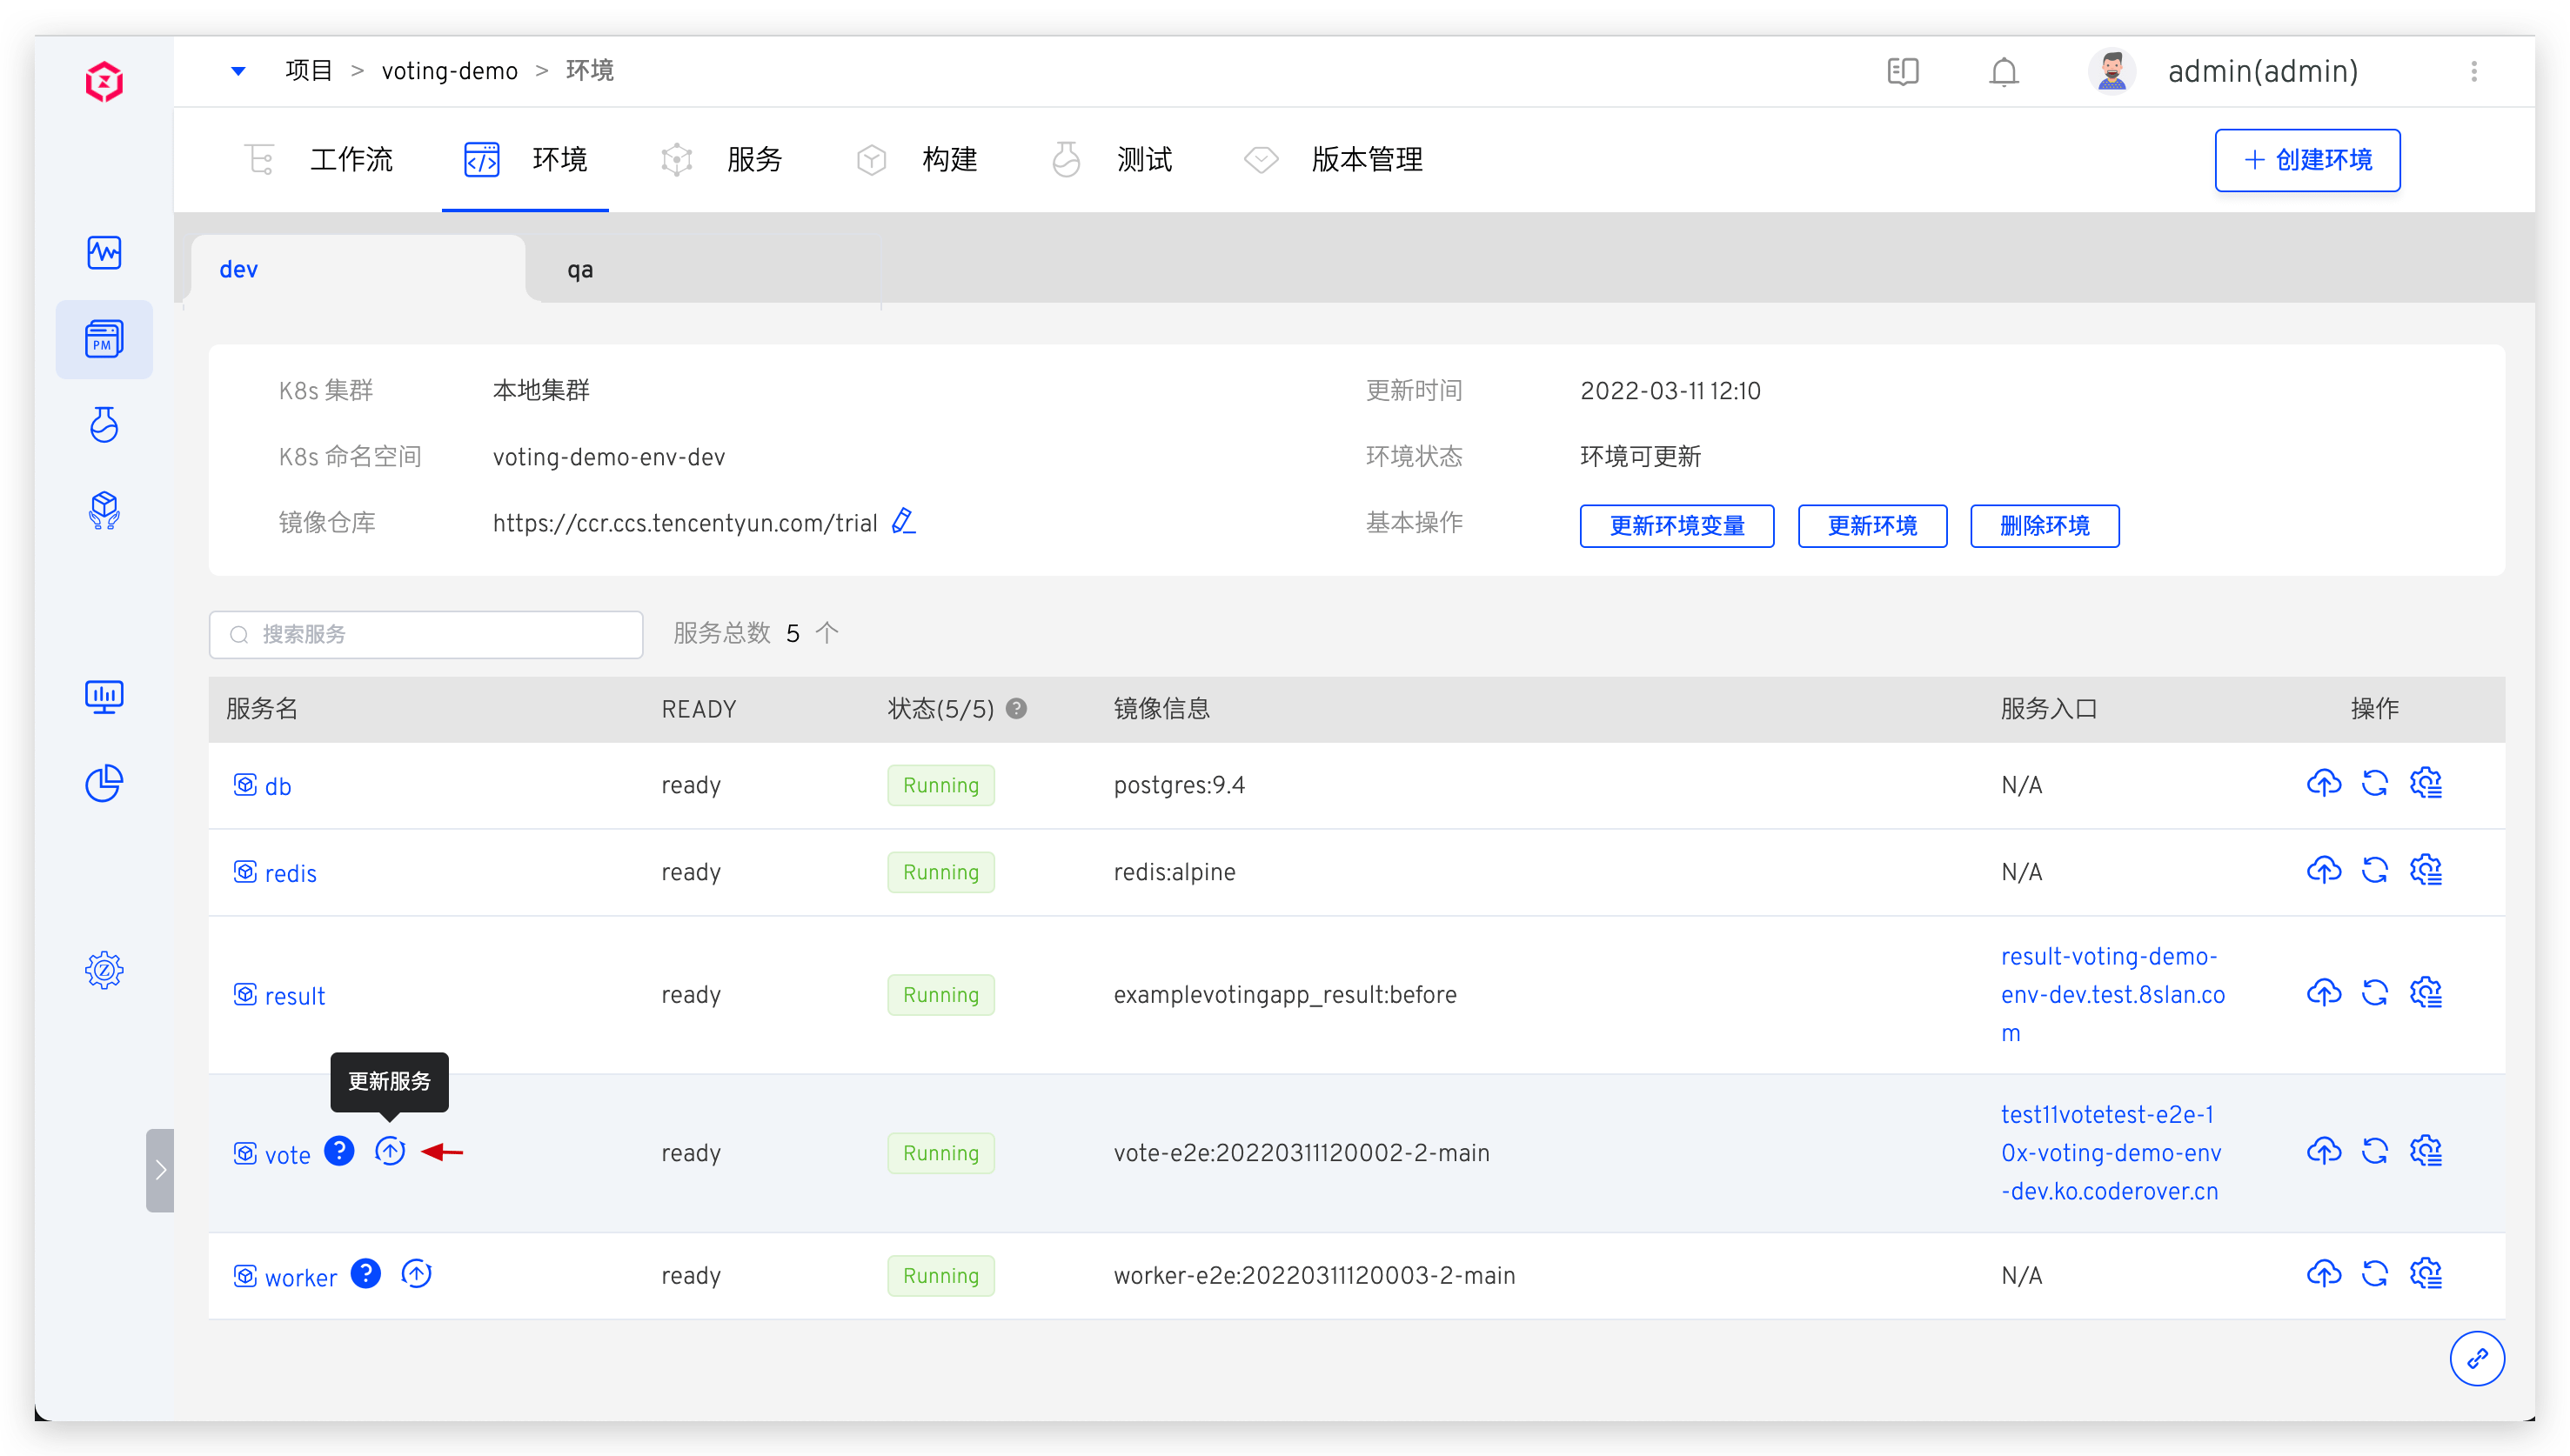 项目 > voting-demo > 环境
admin(admin)
工作流
环境
服务
构建
测试
版本管理
+ 创建环境
dev
qa
PM
K8s 集群
本地集群
更新时间
2022-03-11 12:10
K8s 命名空间
voting-demo-env-dev
环境状态
环境可更新
镜像仓库
https://ccr.ccs.tencentyun.com/trial
基本操作
更新环境变量
更新环境
删除环境
搜索服务
服务总数 5 个
服务名
READY
状态(5/5) ?
镜像信息
服务入口
操作
db
ready
Running
postgres:9.4
N/A
redis
ready
Running
redis:alpine
N/A
result
ready
Running
examplevotingapp_result:before
result-voting-demo-
env-dev.test.8slan.co
m
更新服务
vote ?
ready
Running
vote-e2e:20220311120002-2-main
test11votetest-e2e-1
0x-voting-demo-env
-dev.ko.coderover.cn
worker ?
ready
Running
worker-e2e:20220311120003-2-main
N/A